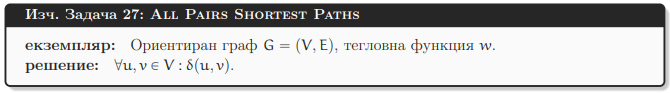 Изч. Задача 27: All Pairs Shortest Paths
екземпляр: Ориентиран граф G = (V, E), тегловна функция w.
решение: ∀u, v ∈ V : δ(u, v).